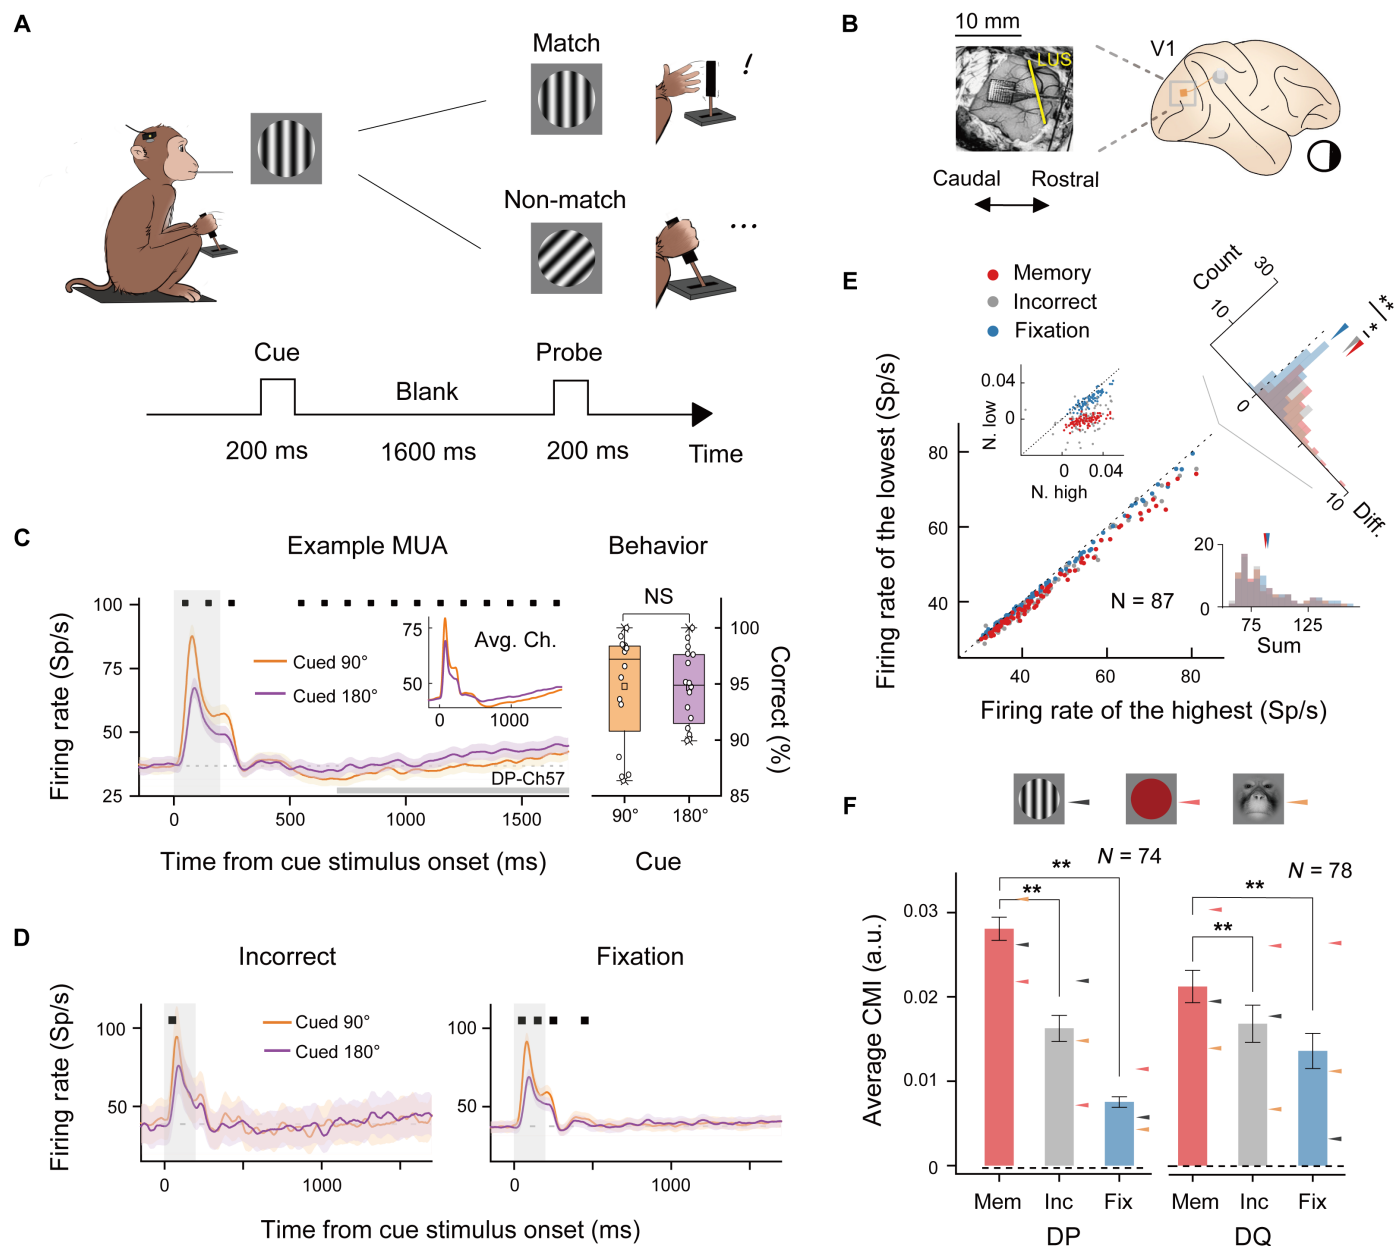 A
Match
!
Non-match
...
Cue
Probe
Blank
200 ms
1600 ms
200 ms
Time
B
10 mm
LUS
V1
Caudal
Rostral
C
Example MUA
Behavior
Firing rate (Sp/s)
100
75
50
25
Cued 90°
Cued 180°
75
50
Avg. Ch.
0
1000
DP-Ch57
0
500
1000
1500
Time from cue stimulus onset (ms)
NS
100
95
90
85
Correct (%)
90°
180°
Cue
D
Incorrect
Fixation
Firing rate (Sp/s)
100
50
Cued 90°
Cued 180°
0
1000
100
50
0
1000
Time from cue stimulus onset (ms)
E
Memory
Incorrect
Fixation
Firing rate of the lowest (Sp/s)
80
60
40
40
60
80
Firing rate of the highest (Sp/s)
0.04
0
N. low
0
0.04
N. high
Count
30
10
0
10
Diff.
**
*
N = 87
20
0
75
125
Sum
F
N = 74
N = 78
**
**
**
**
Average CMI (a.u.)
0.03
0.02
0.01
0
Mem
Inc
Fix
Mem
Inc
Fix
DP
DQ